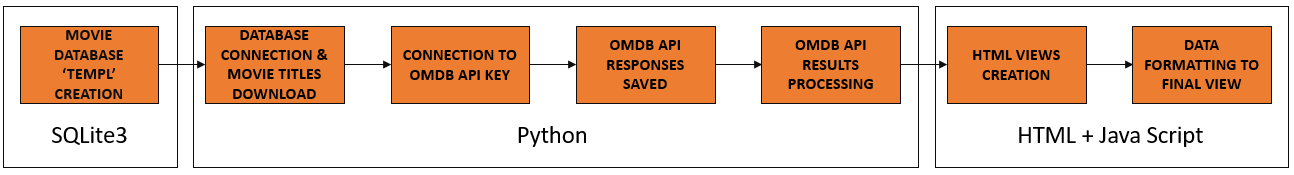 MOVIE
DATABASE
‘TEMPL’
CREATION
SQLite3
DATABASE
CONNECTION &
MOVIE TITLES
DOWNLOAD
CONNECTION TO
OMDB API KEY
OMDB API
RESPONSES
SAVED
OMDB API
RESULTS
PROCESSING
Python
HTML VIEWS
CREATION
DATA
FORMATTING TO
FINAL VIEW
HTML + Java Script